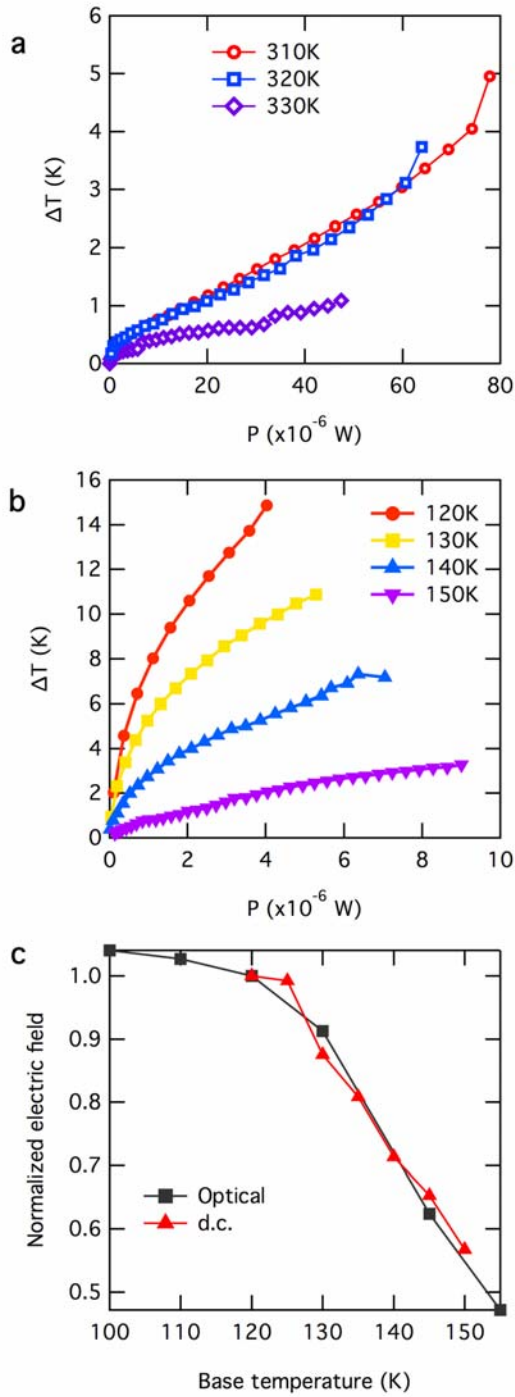 a
6
5
4
3
2
1
0
ΔT (K)
310K
320K
330K
0 20 40 60 80
P (x10⁻⁶ W)
b
16
14
12
10
8
6
4
2
0
ΔT (K)
120K
130K
140K
150K
0 2 4 6 8 10
P (x10⁻⁶ W)
c
1.0
0.9
0.8
0.7
0.6
0.5
Normalized electric field
Optical
d.c.
100 110 120 130 140 150
Base temperature (K)